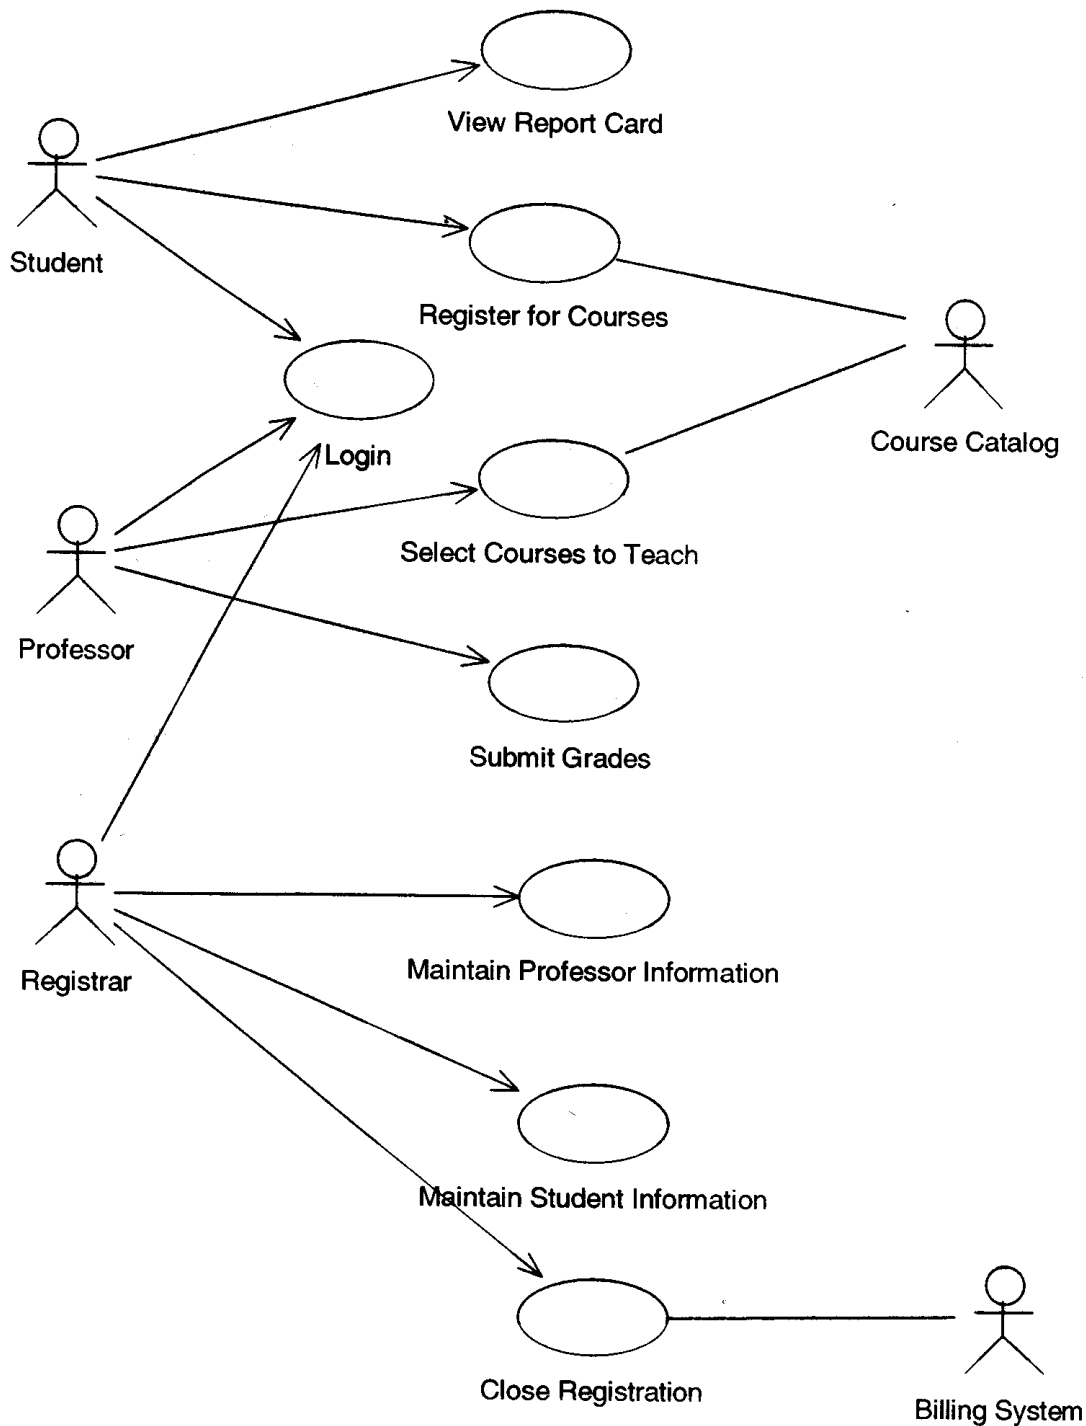 View Report Card
Student
Register for Courses
Course Catalog
Login
Select Courses to Teach
Professor
Submit Grades
Maintain Professor Information
Registrar
Maintain Student Information
Close Registration
Billing System